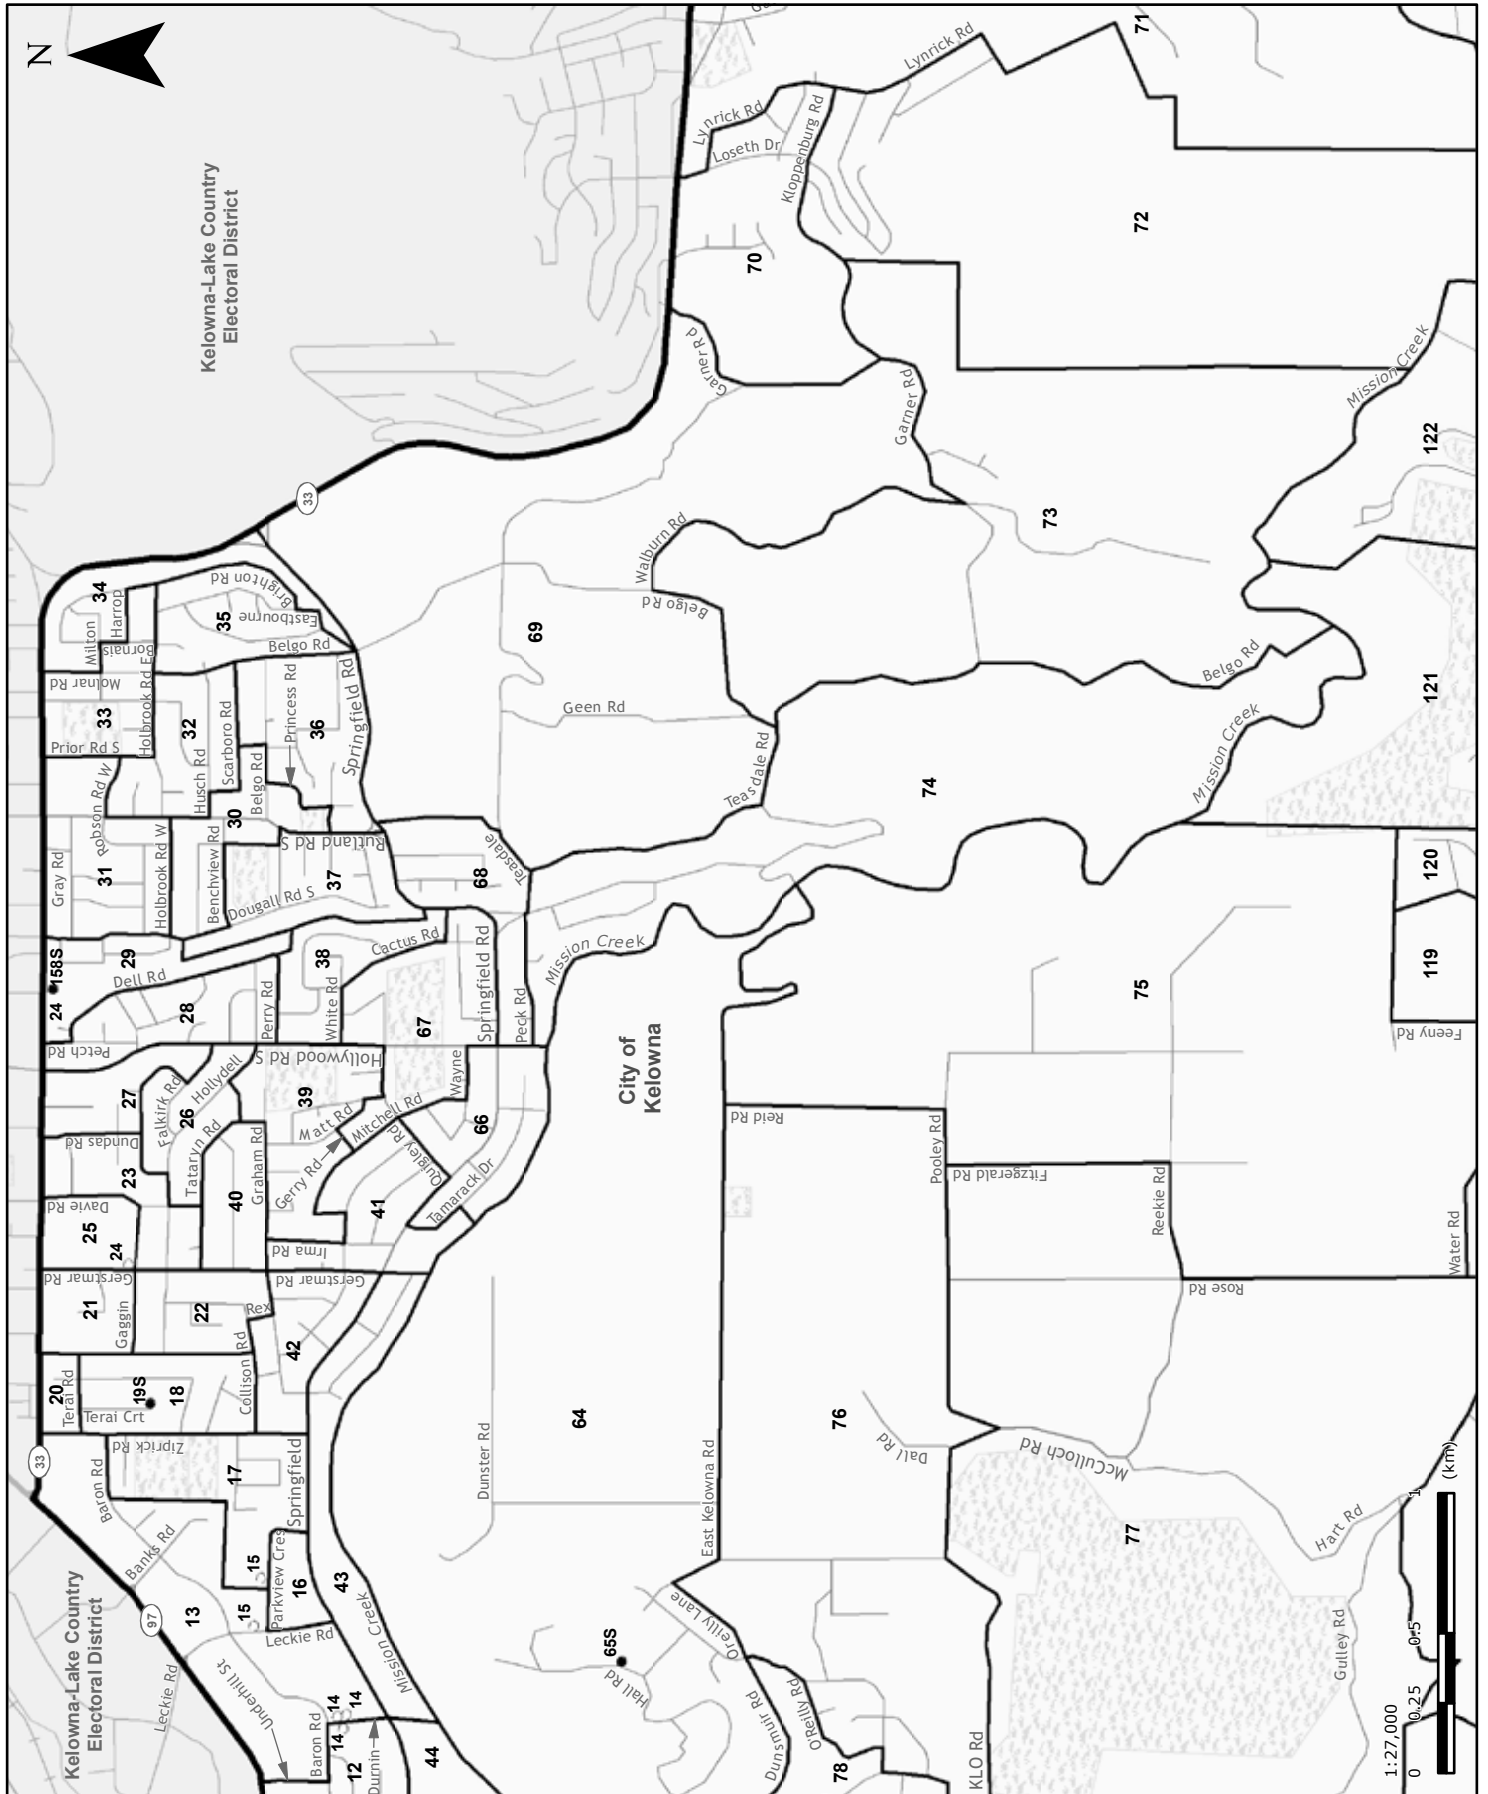 N
Kelowna-Lake Country
Electoral District
33
Lynrick Rd
71
Lynrick Rd
Loseth Dr
Kloppenburg Rd
72
70
Garner Rd
Garner Rd
Mission Creek
122
34
Harrop
Milton
Bornais
Brighton Rd
35
Eastbourne
Belgo Rd
Molnar Rd
33
Holbrook Rd E
32
Prior Rd S
Scarboro Rd
Husch Rd
Princess Rd
36
Springfield Rd
Belgo Rd
30
Robson Rd W
Gray Rd
31
Holbrook Rd W
Benchview Rd
Rutland Rd S
37
Dougall Rd S
Walburn Rd
Belgo Rd
69
Geen Rd
Teasdale Rd
73
74
Belgo Rd
Mission Creek
121
120
119
Feeny Rd
68
Teasdale
158S
24
29
Dell Rd
28
38
Cactus Rd
Perry Rd
White Rd
67
Springfield Rd
Peck Rd
Mission Creek
City of
Kelowna
75
Petch Rd
27
Falkirk Rd
26
Hollydell
Hollywood Rd S
39
Matt Rd
Mitchell Rd
Wayne
66
Dundas Rd
23
Tataryn Rd
40
Graham Rd
Gerry Rd
Quigley Rd
41
Tamarack Dr
Davie Rd
25
24
Irma Rd
Gerstmar Rd
Gerstmar Rd
21
Gaggin
22
Rex
42
Collison Rd
20
Terai Rd
Terai Crt
19S
18
33
Ziprick Rd
Baron Rd
17
Springfield
Banks Rd
15
15
Parkview Cres
16
43
Mission Creek
97
13
Leckie Rd
Leckie Rd
Underhill St
Kelowna-Lake Country
Electoral District
14
14
14
Baron Rd
12
Durnin
44
Dunster Rd
64
East Kelowna Rd
76
Dall Rd
Reid Rd
Pooley Rd
Fitzgerald Rd
Reekie Rd
Rose Rd
Water Rd
McCulloch Rd
77
Hart Rd
Gulley Rd
65S
Hall Rd
Oreilly Lane
Dunsmuir Rd
O'Reilly Rd
78
KLO Rd
1:27,000
0
0.25
0.5
1
(km)